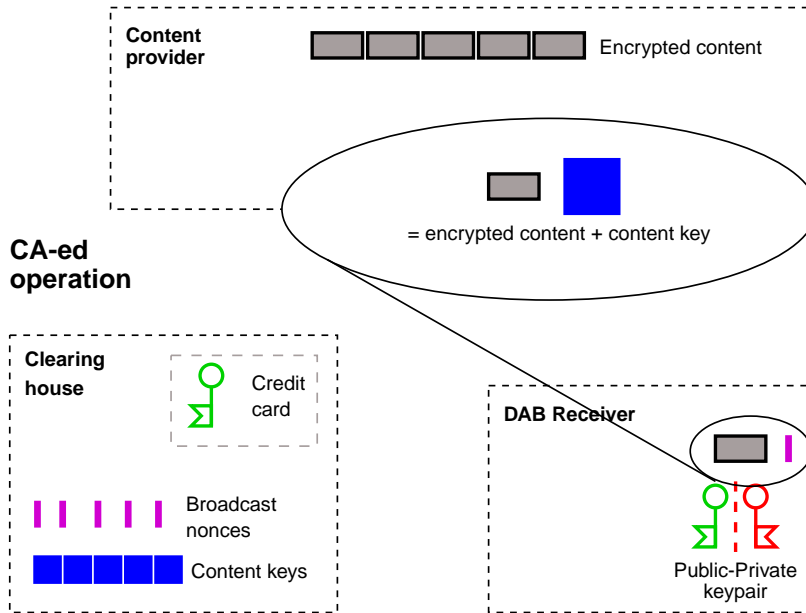 Content
provider
Encrypted content
= encrypted content + content key
CA-ed
operation
Clearing
house
Credit
card
Broadcast
nonces
Content keys
DAB Receiver
Public-Private
keypair